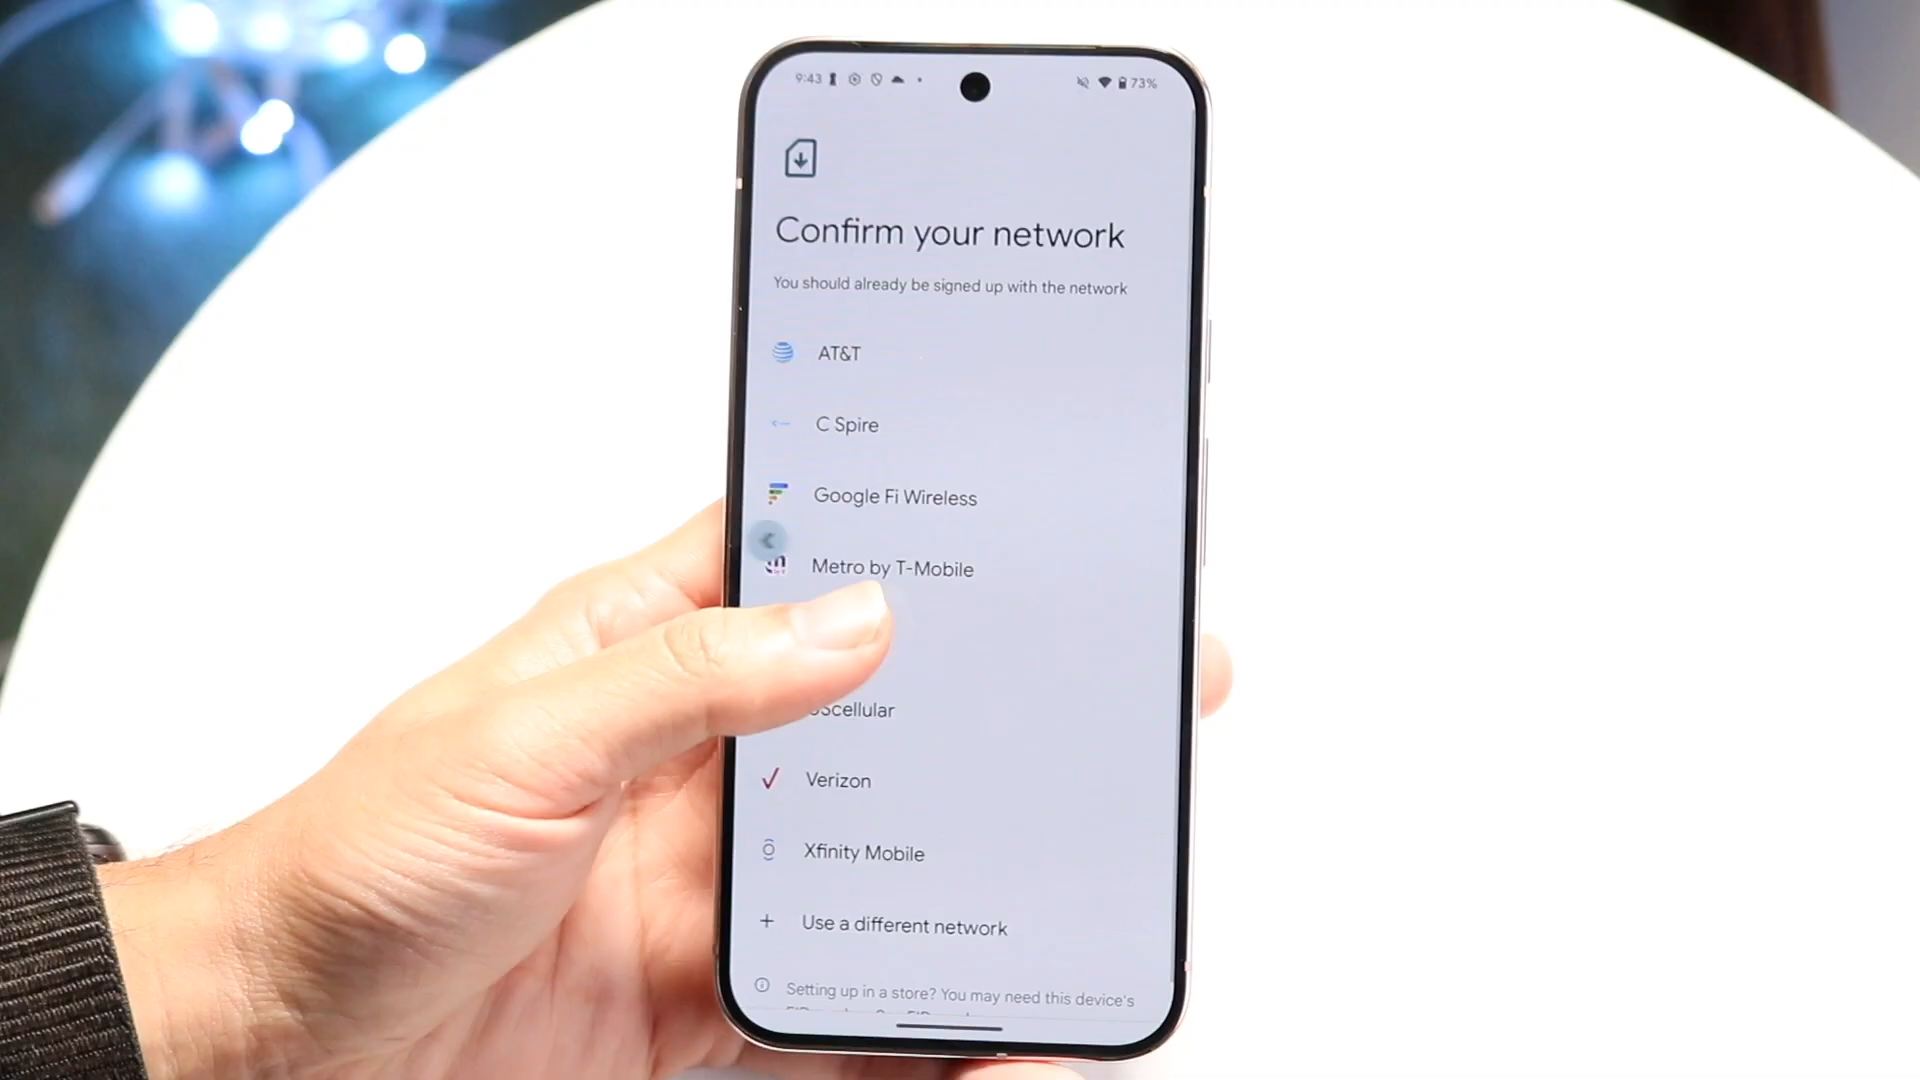 9:43
73%
Confirm your network
You should already be signed up with the network
AT&T
C Spire
Google Fi Wireless
Metro by T-Mobile
Scellular
Verizon
Xfinity Mobile
Use a different network
Setting up in a store? You may need this device's